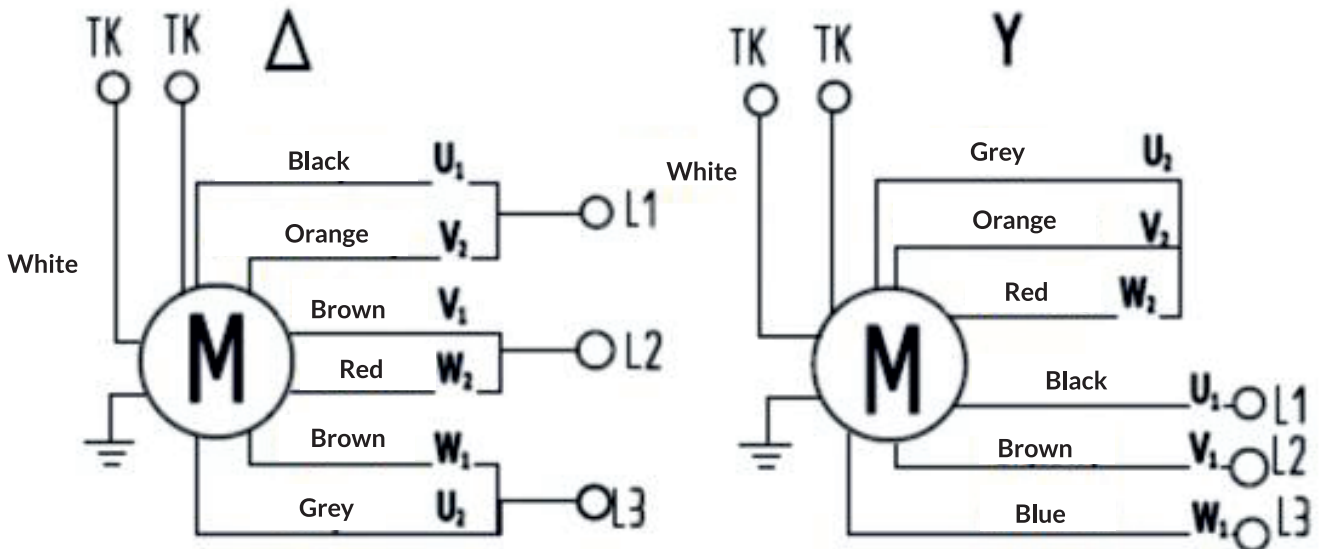 TK TK Δ
Black U₁
L1
Orange V₂
White
Brown V₁
L2
Red W₂
Brown W₁
L3
Grey U₂
M
TK TK Y
White
Grey U₂
Orange V₂
Red W₂
M
Black U₁ L1
Brown V₁ L2
Blue W₁ L3